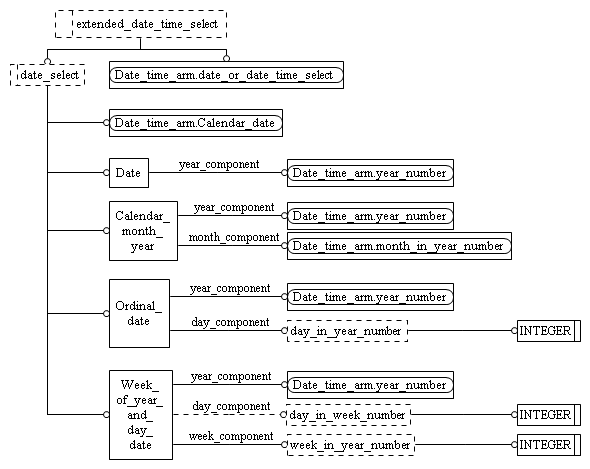 extended_date_time_select
date_select
Date_time_arm.date_or_date_time_select
Date_time_arm.Calendar_date
Date
year_component
Date_time_arm.year_number
Calendar_
month_
year
year_component
Date_time_arm.year_number
month_component
Date_time_arm.month_in_year_number
Ordinal_
date
year_component
Date_time_arm.year_number
day_component
day_in_year_number
INTEGER
Week_
of_year_
and_
day_
date
year_component
Date_time_arm.year_number
day_component
day_in_week_number
INTEGER
week_component
week_in_year_number
INTEGER